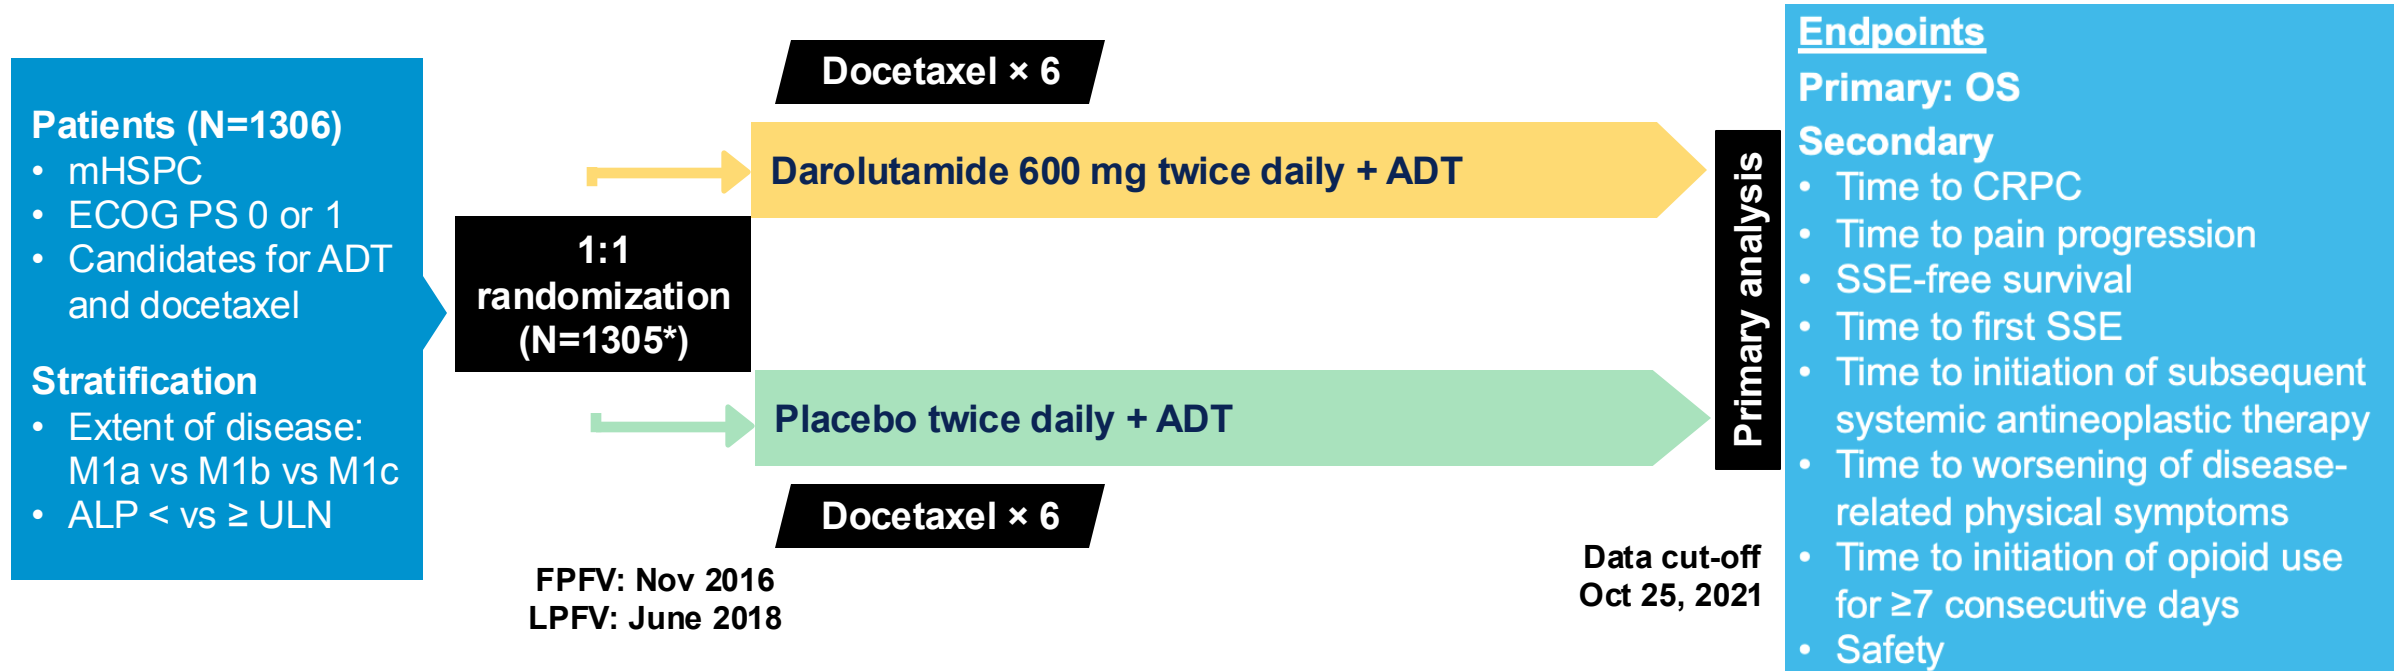 Patients (N=1306)
• mHSPC
• ECOG PS 0 or 1
• Candidates for ADT
and docetaxel
Stratification
• Extent of disease:
M1a vs M1b vs M1c
• ALP < vs ≥ ULN
1:1
randomization
(N=1305*)
Docetaxel × 6
Darolutamide 600 mg twice daily + ADT
Placebo twice daily + ADT
Docetaxel × 6
FPFV: Nov 2016
LPFV: June 2018
Data cut-off
Oct 25, 2021
Primary analysis
Endpoints
Primary: OS
Secondary
• Time to CRPC
• Time to pain progression
• SSE-free survival
• Time to first SSE
• Time to initiation of subsequent
systemic antineoplastic therapy
• Time to worsening of disease-
related physical symptoms
• Time to initiation of opioid use
for ≥7 consecutive days
• Safety